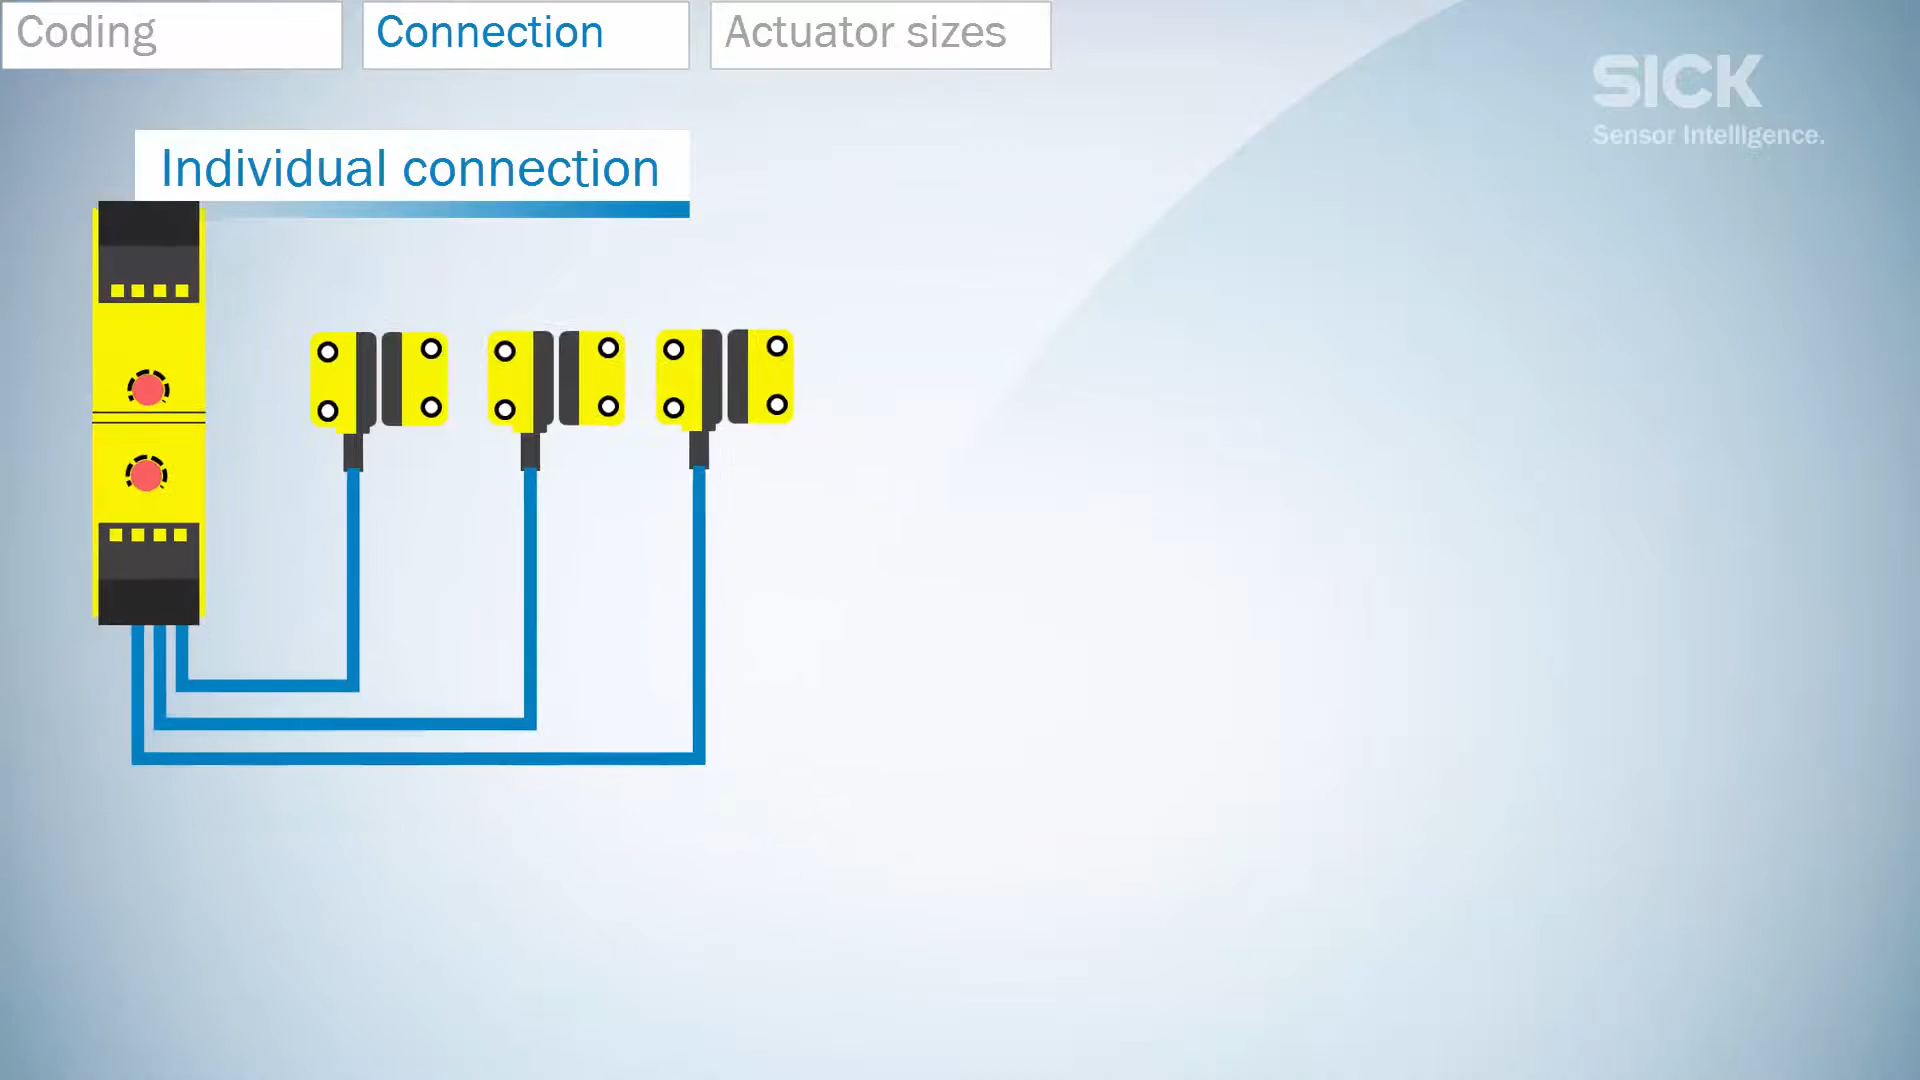 Coding
Connection
Actuator sizes
SICK
Sensor Intelligence.
Individual connection